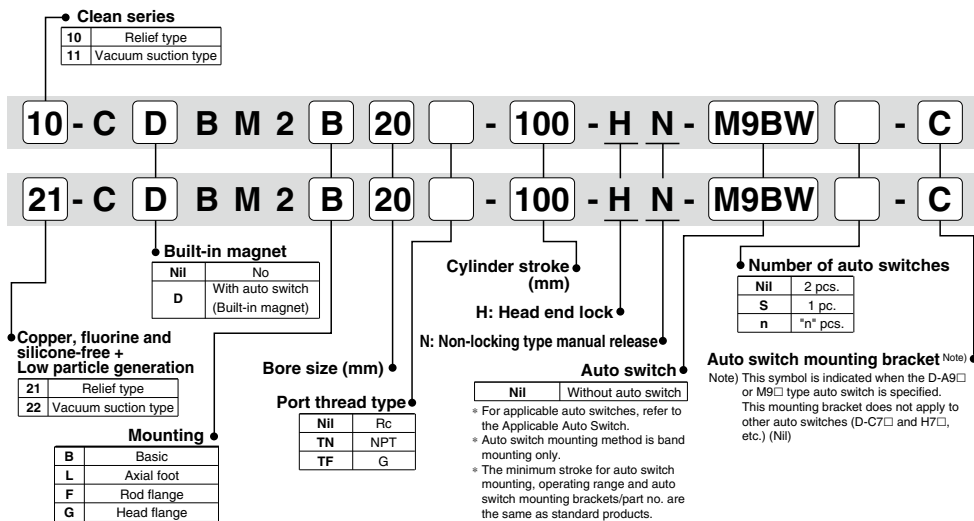 Clean series
10 Relief type
11 Vacuum suction type
10 - C D B M 2 B 20 - 100 - H N - M9BW - C
21 - C D B M 2 B 20 - 100 - H N - M9BW - C
Built-in magnet
Nil No
D With auto switch
(Built-in magnet)
Copper, fluorine and
silicone-free +
Low particle generation
21 Relief type
22 Vacuum suction type
Mounting
B Basic
L Axial foot
F Rod flange
G Head flange
Bore size (mm)
Port thread type
Nil Rc
TN NPT
TF G
Cylinder stroke
(mm)
H: Head end lock
N: Non-locking type manual release
Auto switch
Nil Without auto switch
* For applicable auto switches, refer to
the Applicable Auto Switch.
* Auto switch mounting method is band
mounting only.
* The minimum stroke for auto switch
mounting, operating range and auto
switch mounting brackets/part no. are
the same as standard products.
Number of auto switches
Nil 2 pcs.
S 1 pc.
n "n" pcs.
Auto switch mounting bracket Note)
Note) This symbol is indicated when the D-A9□
or M9□ type auto switch is specified.
This mounting bracket does not apply to
other auto switches (D-C7□ and H7□,
etc.) (Nil)